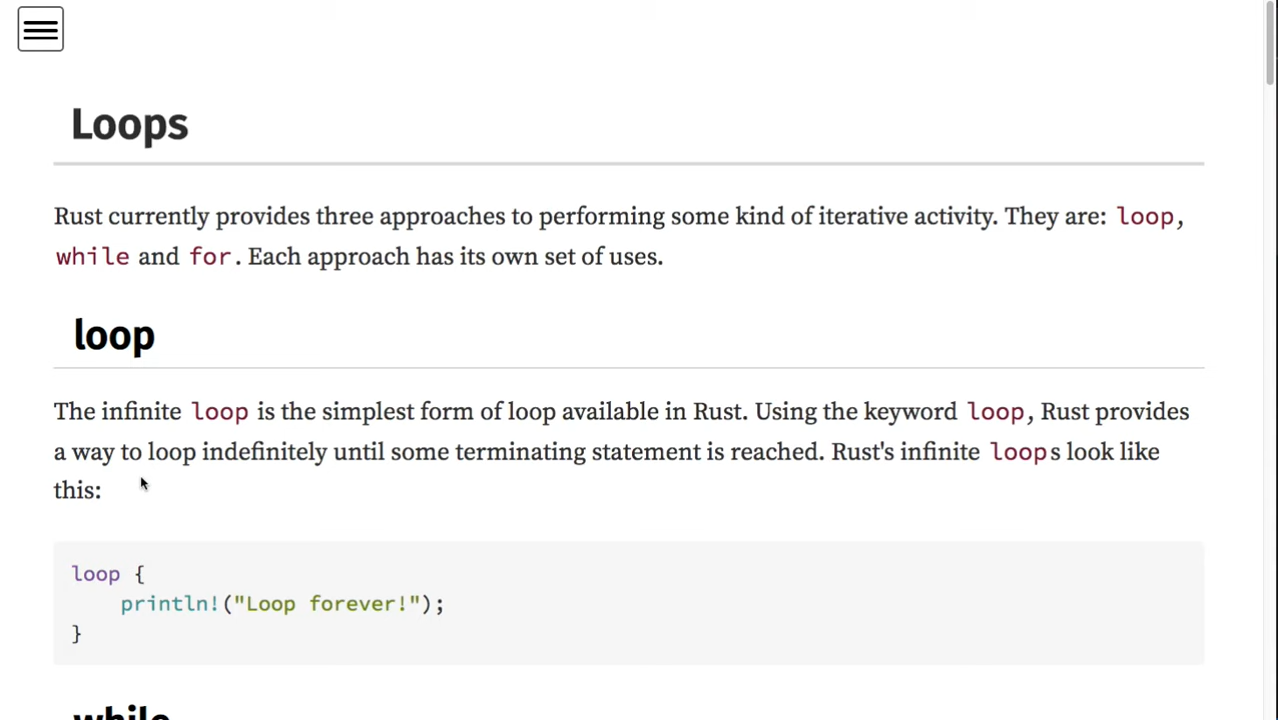 Loops
Rust currently provides three approaches to performing some kind of iterative activity. They are: loop,
while and for. Each approach has its own set of uses.
loop
The infinite loop is the simplest form of loop available in Rust. Using the keyword loop, Rust provides
a way to loop indefinitely until some terminating statement is reached. Rust's infinite loops look like
this:
loop {
    println!("Loop forever!");
}
while